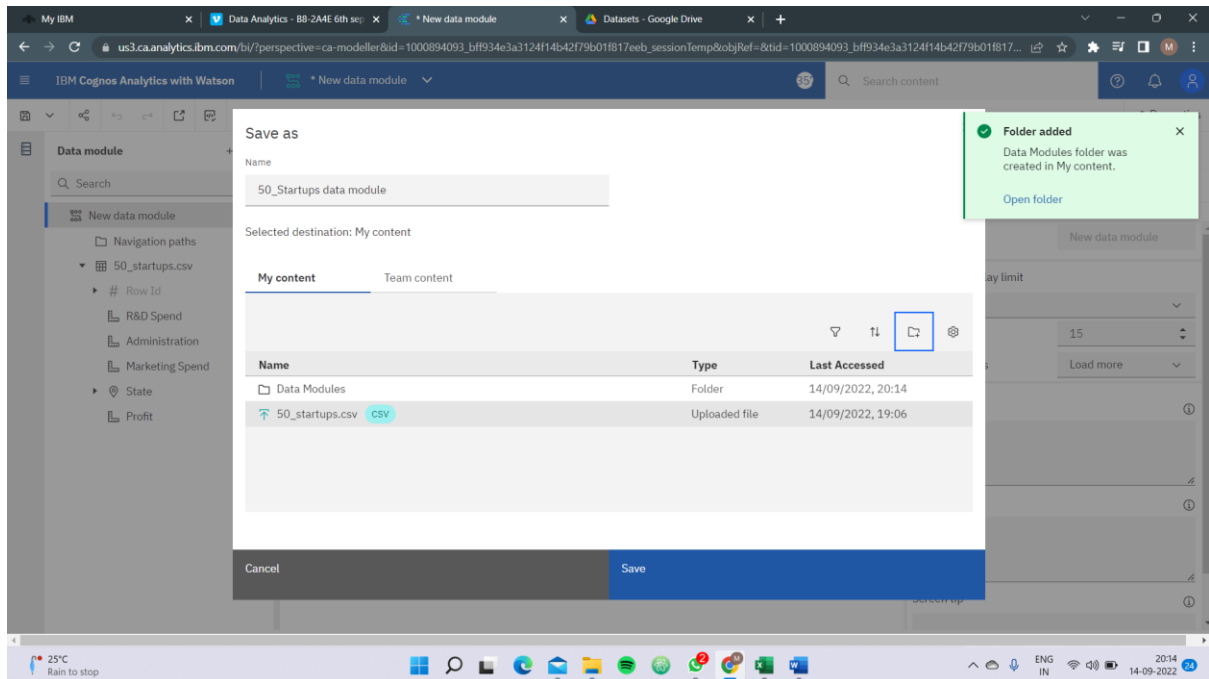 My IBM
Data Analytics - B8-2A4E 6th sep
* New data module
Datasets - Google Drive
us3.ca.analytics.ibm.com/bi/?perspective=ca-modeller&id=1000894093_bff934e3a3124f14b42f79b01f817eeb_sessionTemp&objRef=&tid=1000894093_bff934e3a3124f14b42f79b01f817...
M
IBM Cognos Analytics with Watson
* New data module
35
Search content
Data module
Search
New data module
Navigation paths
50_startups.csv
# Row Id
R&D Spend
Administration
Marketing Spend
State
Profit
Save as
Name
50_Startups data module
Selected destination: My content
My content
Team content
Name Type Last Accessed
Data Modules Folder 14/09/2022, 20:14
50_startups.csv CSV Uploaded file 14/09/2022, 19:06
Cancel
Save
Folder added
Data Modules folder was
created in My content.
Open folder
New data module
ay limit
15
Load more
25°C
Rain to stop
2
ENG
IN
20:14
14-09-2022
24